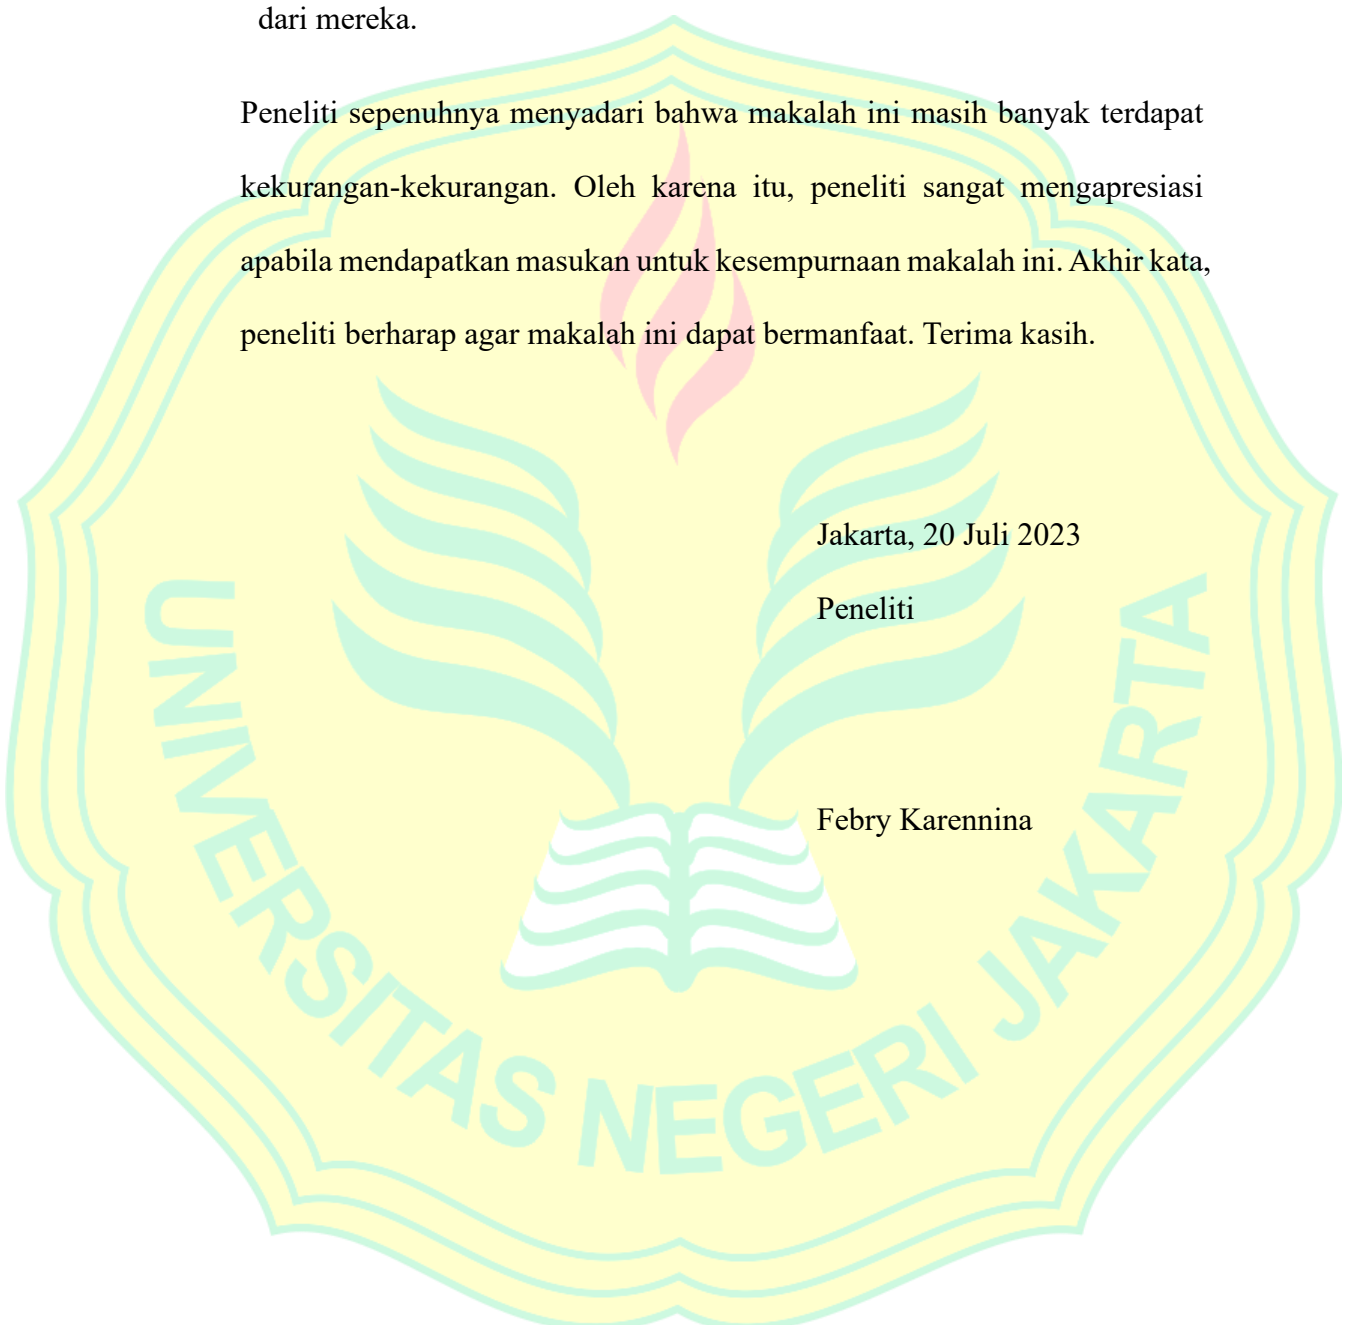 dari mereka.
Peneliti sepenuhnya menyadari bahwa makalah ini masih banyak terdapat
kekurangan-kekurangan. Oleh karena itu, peneliti sangat mengapresiasi
apabila mendapatkan masukan untuk kesempurnaan makalah ini. Akhir kata,
peneliti berharap agar makalah ini dapat bermanfaat. Terima kasih.
Jakarta, 20 Juli 2023
Peneliti
Febry Karennina
UNIVERSITAS NEGERI JAKARTA